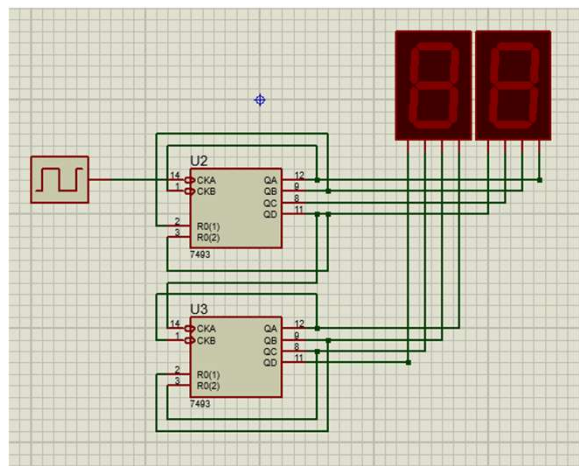 U2
14 CKA QA 12
1 CKB QB 9
QC 8
QD 11
2 R0(1)
3 R0(2)
7493
U3
14 CKA QA 12
1 CKB QB 9
QC 8
QD 11
2 R0(1)
3 R0(2)
7493